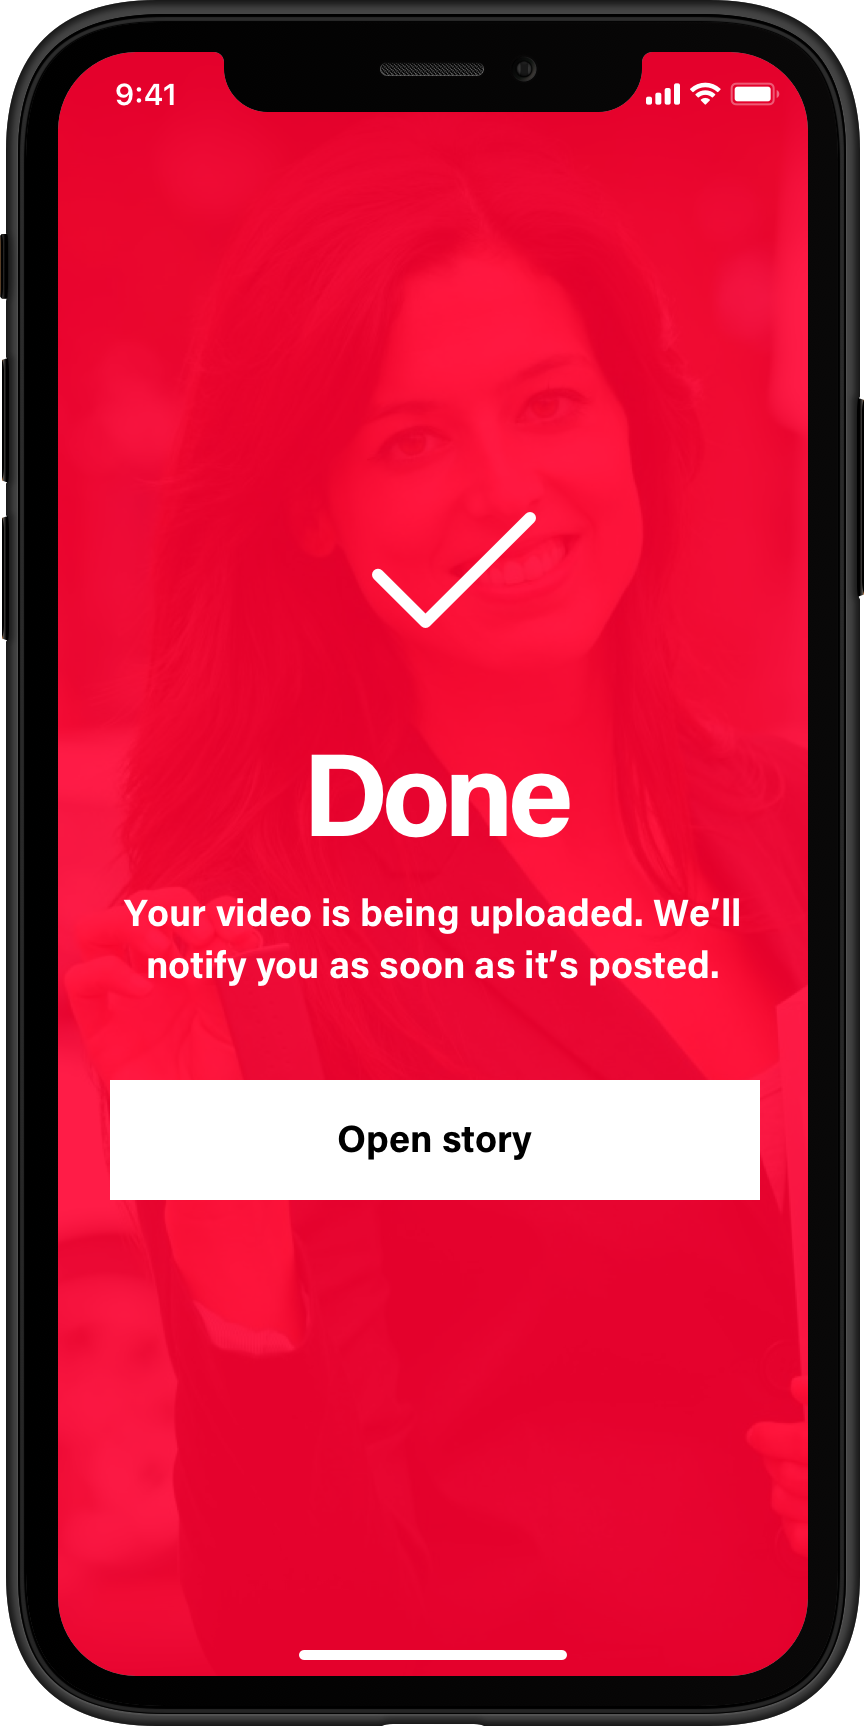 9:41
Done
Your video is being uploaded. We’ll
notify you as soon as it’s posted.
Open story